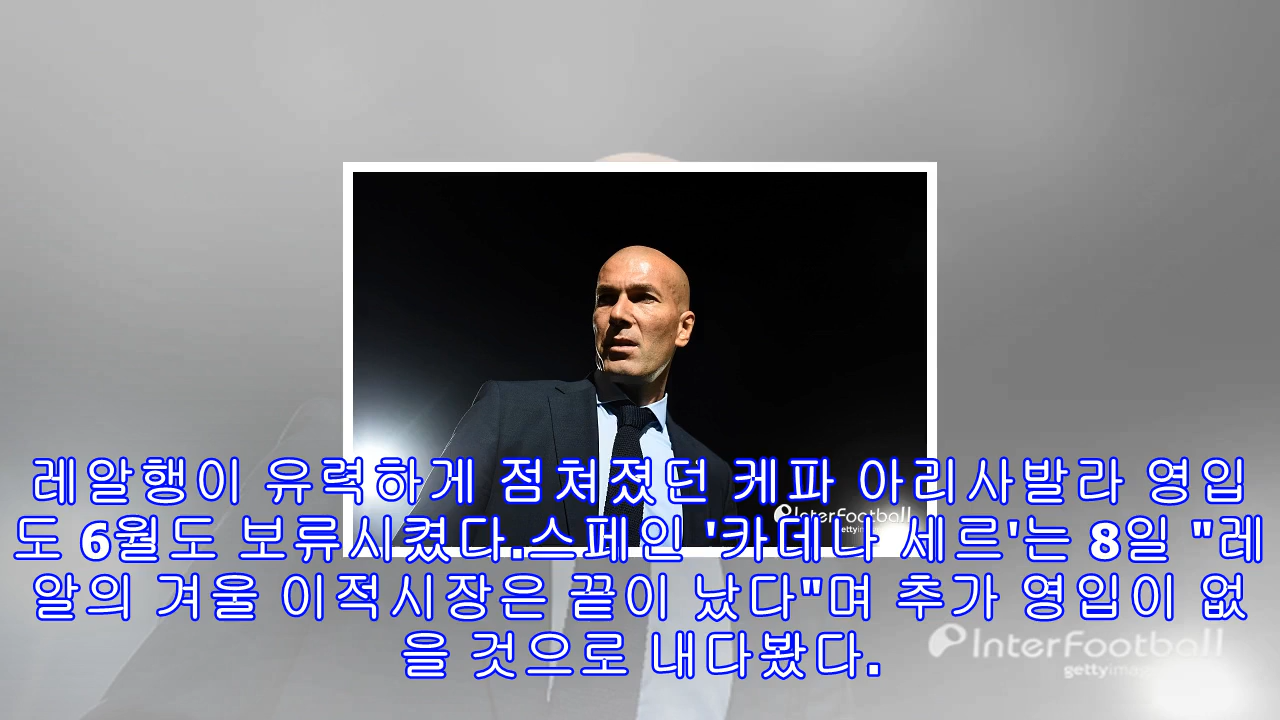 레알행이 유력하게 점쳐졌던 케파 아리사발라 영입
도 6월도 보류시켰다.스페인 '카데나 세르'는 8일 "레
알의 겨울 이적시장은 끝이 났다"며 추가 영입이 없
을 것으로 내다봤다.
InterFootball
gettyimag